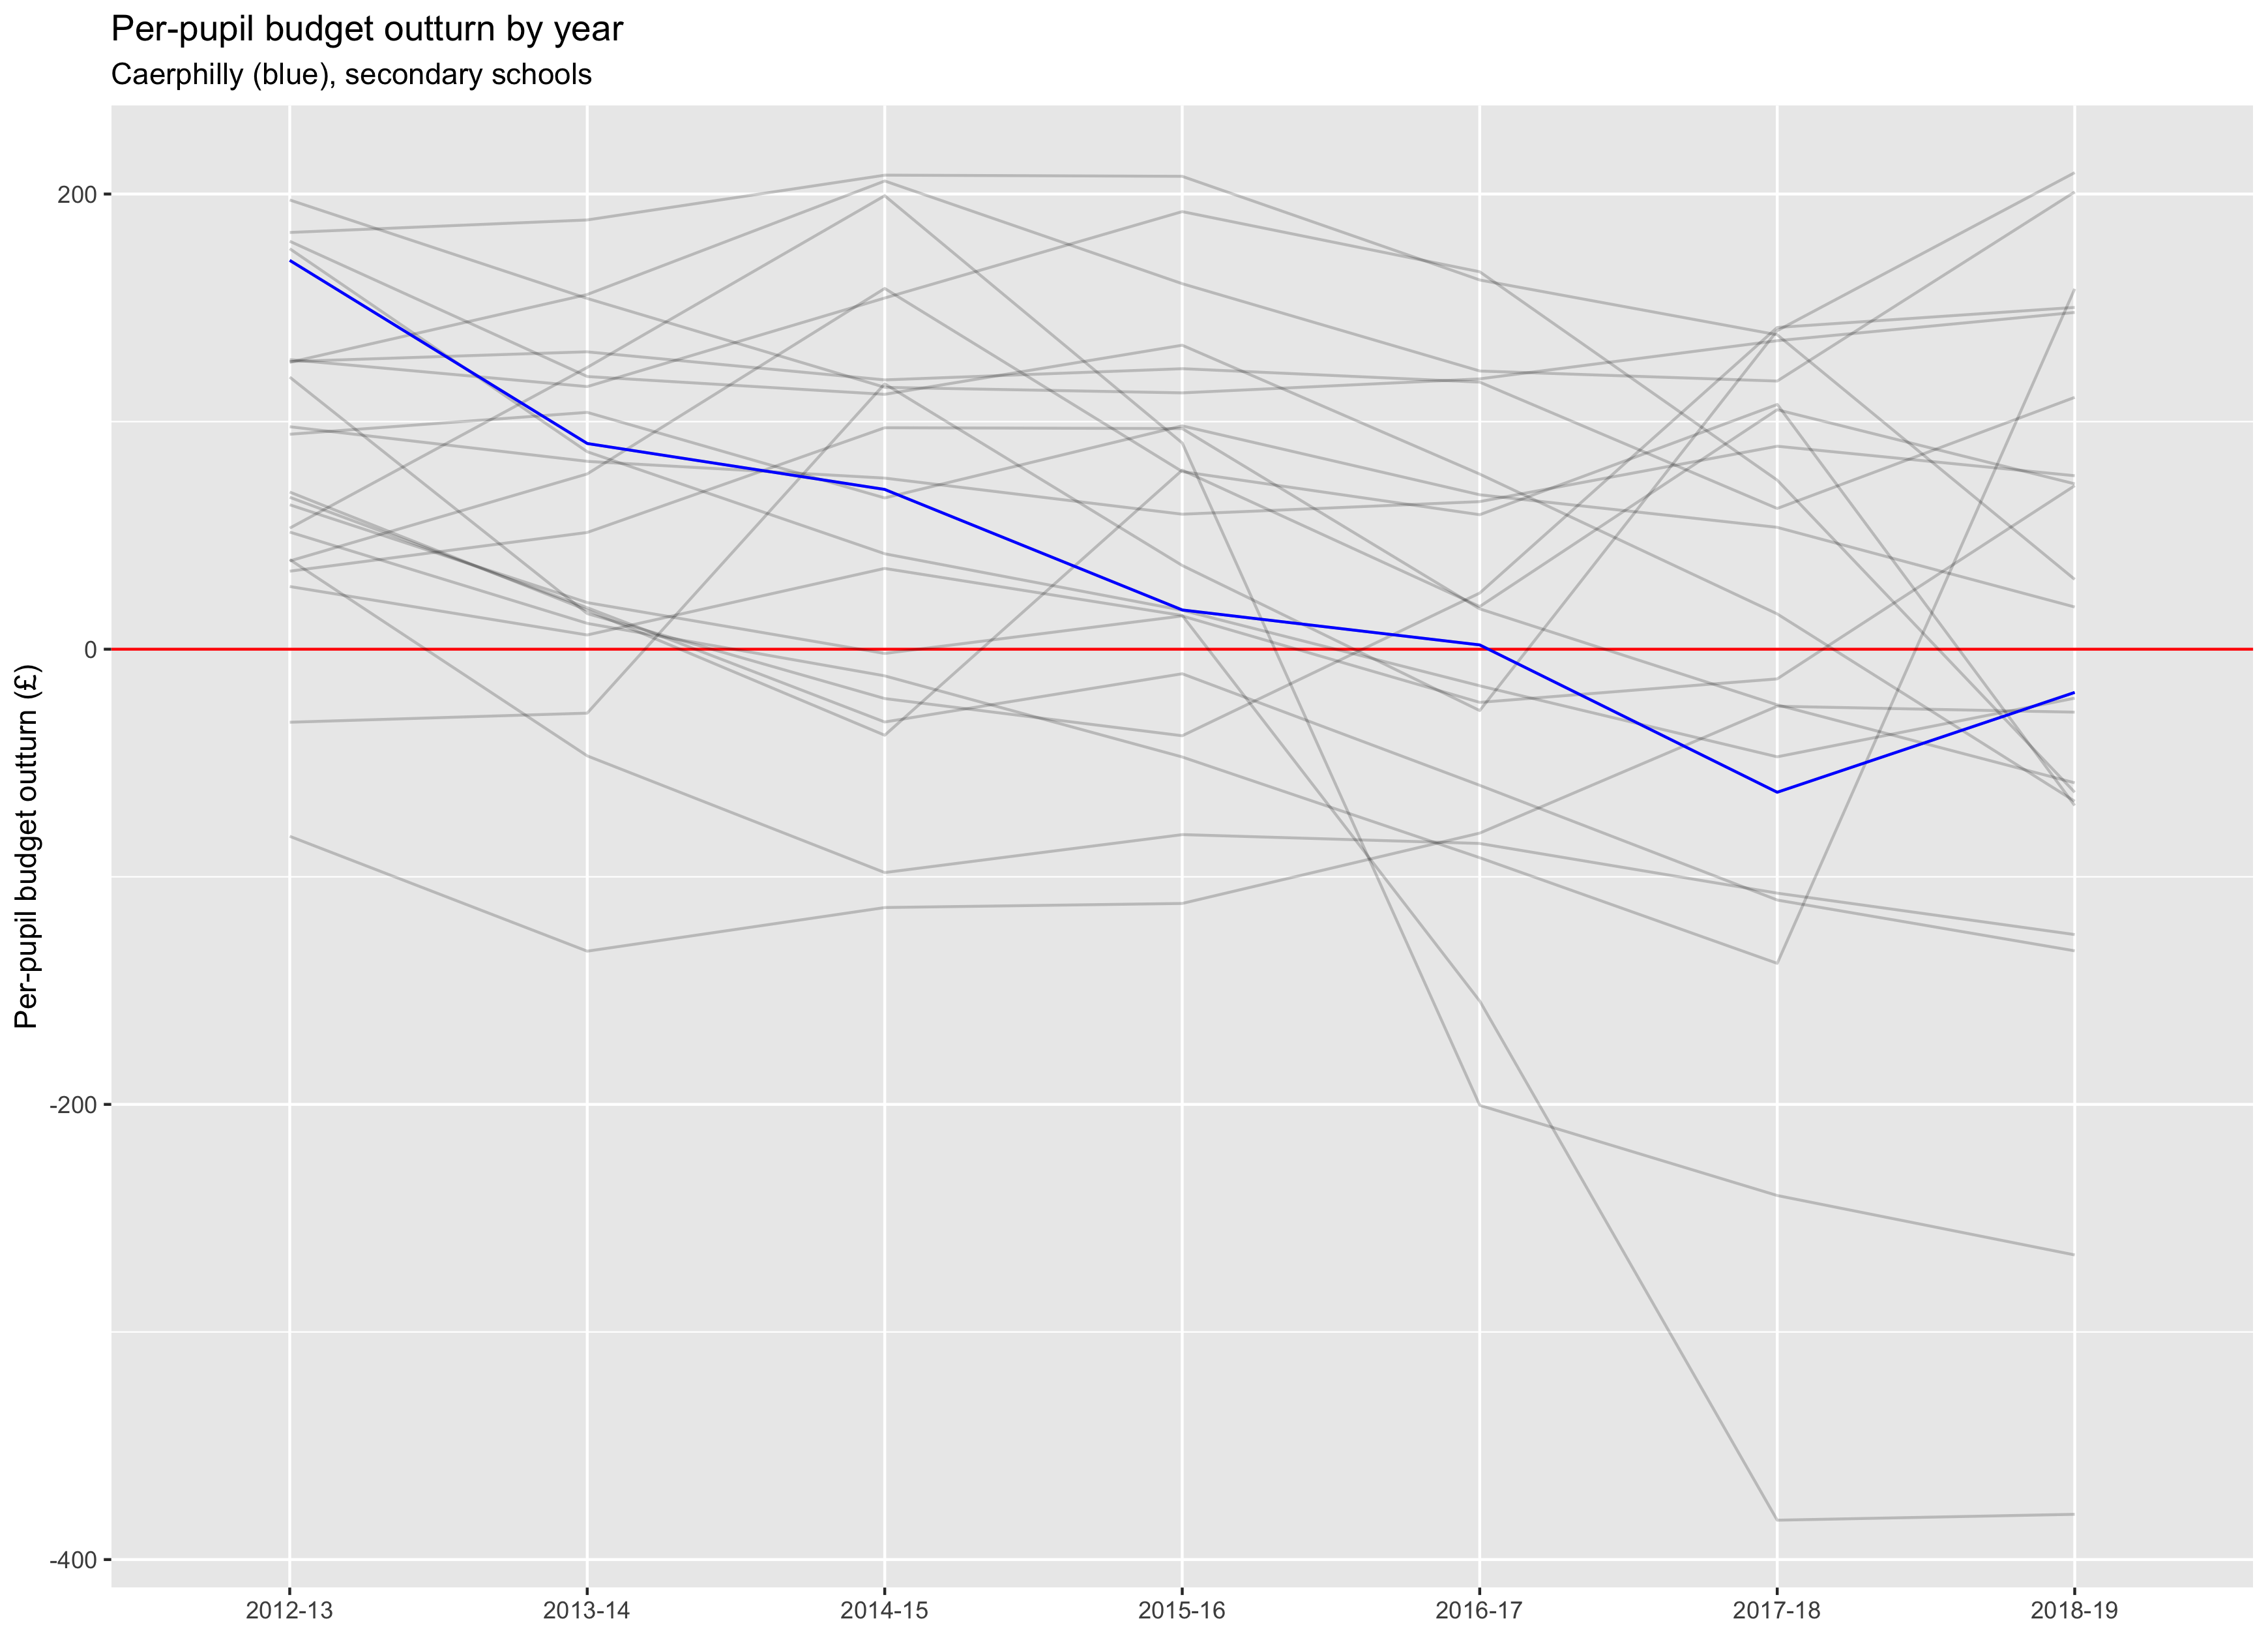 Per-pupil budget outturn by year
Caerphilly (blue), secondary schools
Per-pupil budget outturn (£)
200
0
-200
-400
2012-13 2013-14 2014-15 2015-16 2016-17 2017-18 2018-19